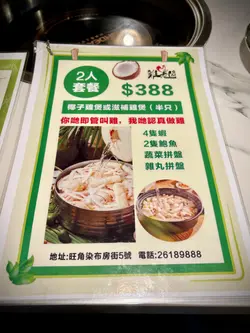 2人
套餐
$388
椰子雞煲或滋補雞煲（半只）
你哋即管叫雞，我哋認真做雞
4隻蝦
2隻鮑魚
蔬菜拼盤
雜丸拼盤
地址:旺角染布房街5號 電話:26189888